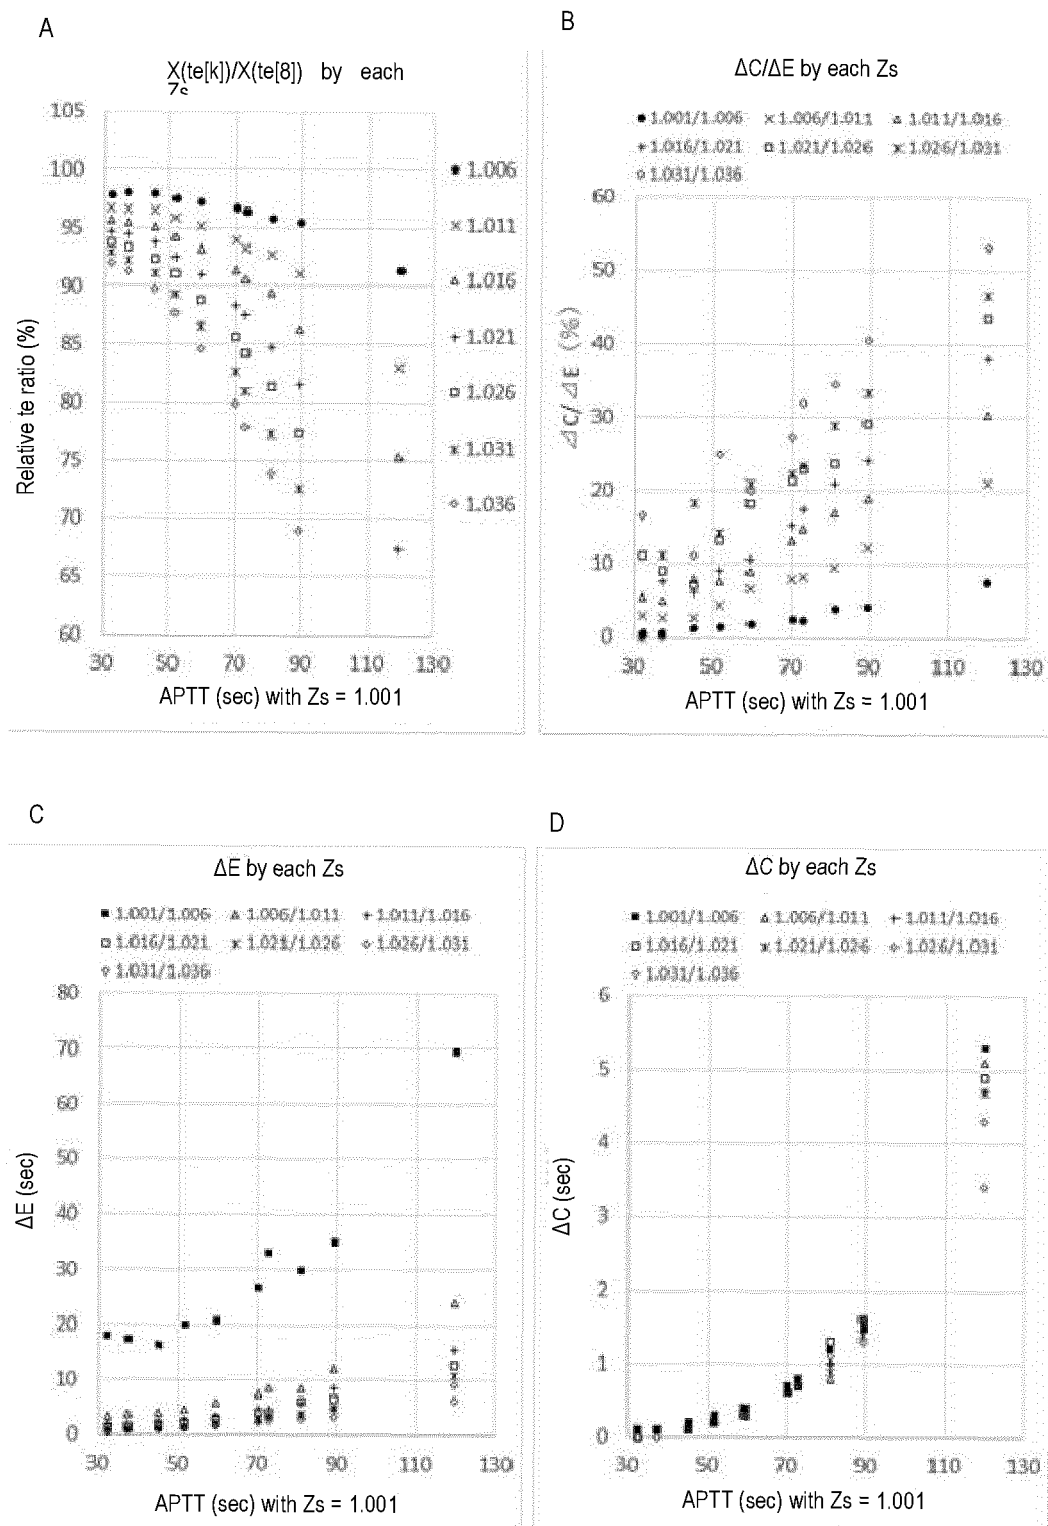 A
X(te[k])/X(te[8]) by each
Zs
105
100
95
90
85
80
75
70
65
60
Relative te ratio (%)
1.006
1.011
1.016
1.021
1.026
1.031
1.036
30 50 70 90 110 130
APTT (sec) with Zs = 1.001
B
ΔC/ΔE by each Zs
1.001/1.006 1.006/1.011 1.011/1.016
1.016/1.021 1.021/1.026 1.026/1.031
1.031/1.036
60
50
40
30
20
10
0
⊿C/⊿E (%)
30 50 70 90 110 130
APTT (sec) with Zs = 1.001
C
ΔE by each Zs
1.001/1.006 1.006/1.011 1.011/1.016
1.016/1.021 1.021/1.026 1.026/1.031
1.031/1.036
80
70
60
50
40
30
20
10
0
ΔE (sec)
30 50 70 90 110 130
APTT (sec) with Zs = 1.001
D
ΔC by each Zs
1.001/1.006 1.006/1.011 1.011/1.016
1.016/1.021 1.021/1.026 1.026/1.031
1.031/1.036
6
5
4
3
2
1
0
ΔC (sec)
30 50 70 90 110 130
APTT (sec) with Zs = 1.001